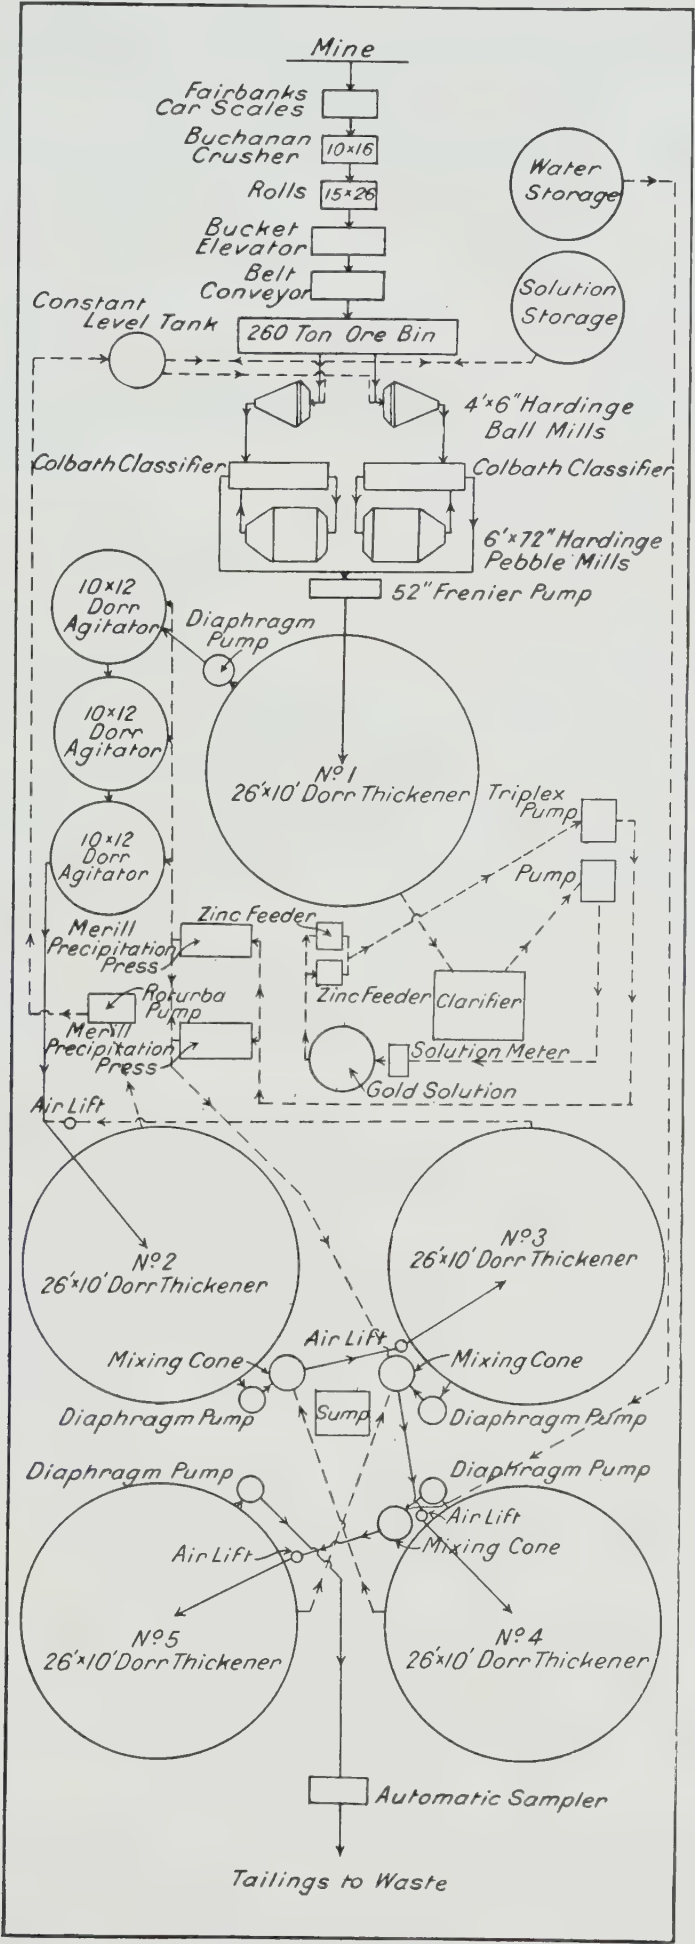 Mine
Fairbanks
Car Scales
Buchanan
Crusher
10×16
Rolls
15×26
Bucket
Elevator
Belt
Conveyor
Water
Storage
Solution
Storage
Constant
Level Tank
260 Ton Ore Bin
4'×6" Hardinge
Ball Mills
Colbath Classifier
Colbath Classifier
6'×72" Hardinge
Pebble Mills
52" Frenier Pump
10×12
Dorr
Agitator
Diaphragm
Pump
10×12
Dorr
Agitator
Nº 1
26'×10' Dorr Thickener
10×12
Dorr
Agitator
Triplex
Pump
Pump
Zinc Feeder
Merill
Precipitation
Press
Zinc Feeder
Clarifier
Roturba
Pump
Merill
Precipitation
Press
Solution Meter
Gold Solution
Air Lift
Nº 2
26'×10' Dorr Thickener
Nº 3
26'×10' Dorr Thickener
Air Lift
Mixing Cone
Mixing Cone
Diaphragm Pump
Sump
Diaphragm Pump
Diaphragm Pump
Diaphragm Pump
Air Lift
Mixing Cone
Air Lift
Nº 5
26'×10' Dorr Thickener
Nº 4
26'×10' Dorr Thickener
Automatic Sampler
Tailings to Waste